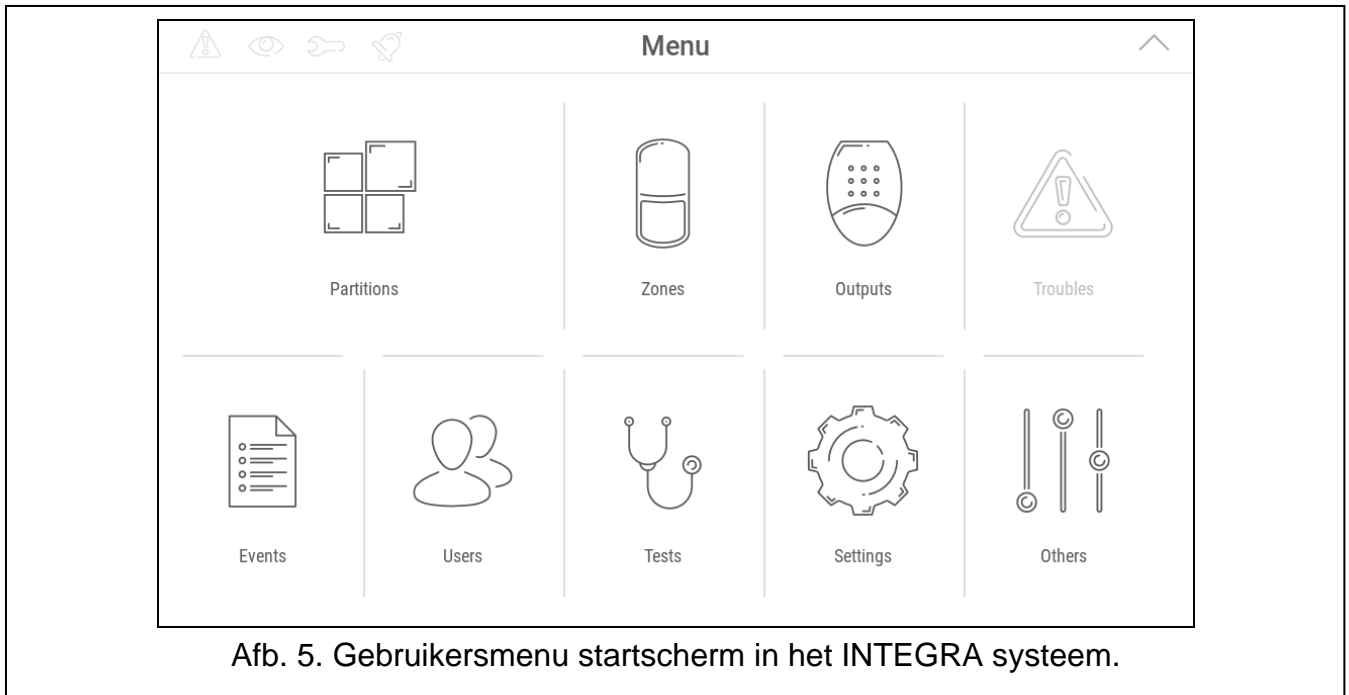 Menu
Partitions
Zones
Outputs
Troubles
Events
Users
Tests
Settings
Others
Afb. 5. Gebruikersmenu startscherm in het INTEGRA systeem.